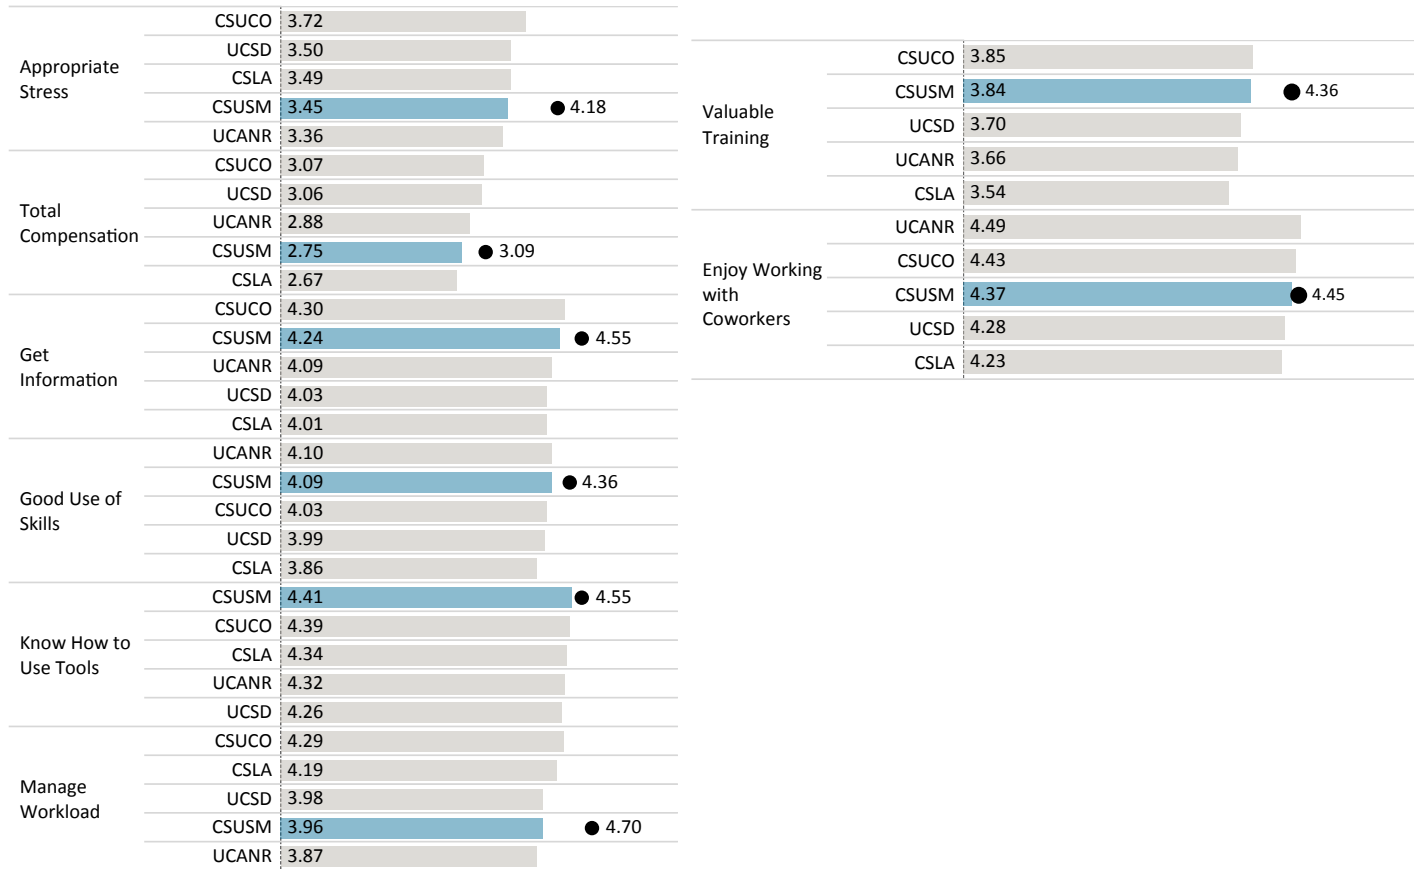 Appropriate
Stress
CSUCO 3.72
UCSD 3.50
CSLA 3.49
CSUSM 3.45 4.18
UCANR 3.36
Total
Compensation
CSUCO 3.07
UCSD 3.06
UCANR 2.88
CSUSM 2.75 3.09
CSLA 2.67
Get
Information
CSUCO 4.30
CSUSM 4.24 4.55
UCANR 4.09
UCSD 4.03
CSLA 4.01
Good Use of
Skills
UCANR 4.10
CSUSM 4.09 4.36
CSUCO 4.03
UCSD 3.99
CSLA 3.86
Know How to
Use Tools
CSUSM 4.41 4.55
CSUCO 4.39
CSLA 4.34
UCANR 4.32
UCSD 4.26
Manage
Workload
CSUCO 4.29
CSLA 4.19
UCSD 3.98
CSUSM 3.96 4.70
UCANR 3.87
Valuable
Training
CSUCO 3.85
CSUSM 3.84 4.36
UCSD 3.70
UCANR 3.66
CSLA 3.54
Enjoy Working
with
Coworkers
UCANR 4.49
CSUCO 4.43
CSUSM 4.37 4.45
UCSD 4.28
CSLA 4.23